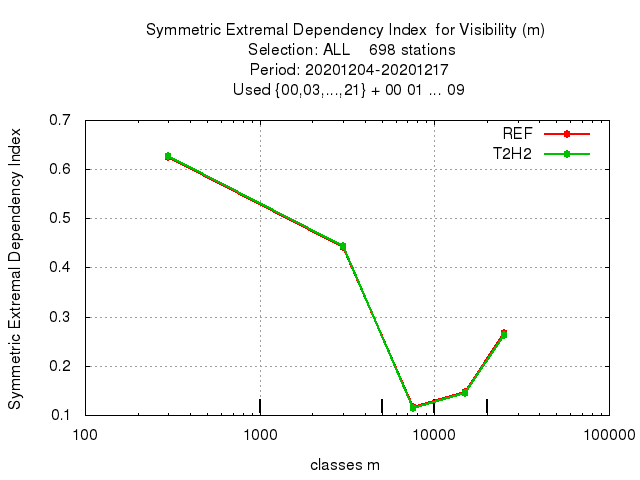 Symmetric Extremal Dependency Index  for Visibility (m)
Selection: ALL    698 stations
Period: 20201204-20201217
Used {00,03,...,21} + 00 01 ... 09
REF
T2H2
Symmetric Extremal Dependency Index
0.7
0.6
0.5
0.4
0.3
0.2
0.1
100 1000 10000 100000
classes m